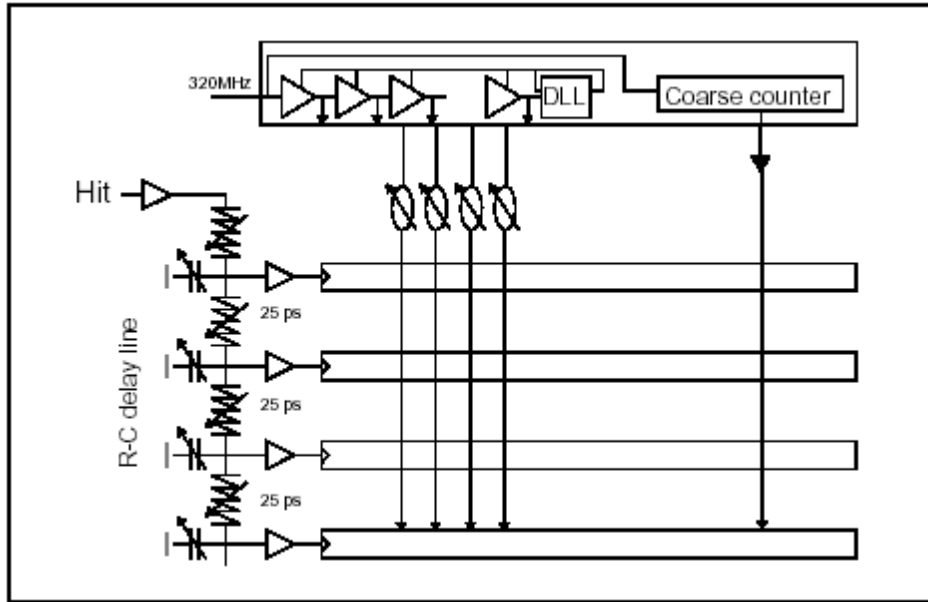 320MHz
DLL
Coarse counter
Hit
25 ps
25 ps
25 ps
R-C delay line